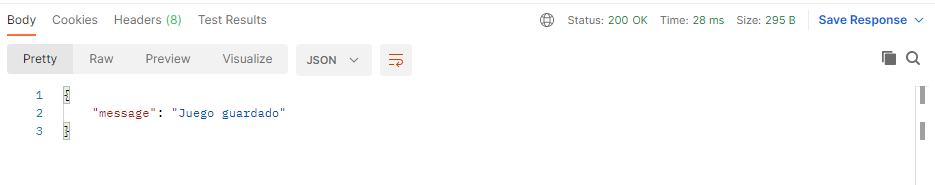 Body Cookies Headers (8) Test Results Status: 200 OK Time: 28 ms Size: 295 B Save Response
Pretty Raw Preview Visualize JSON
1 {
2 "message": "Juego guardado"
3 }